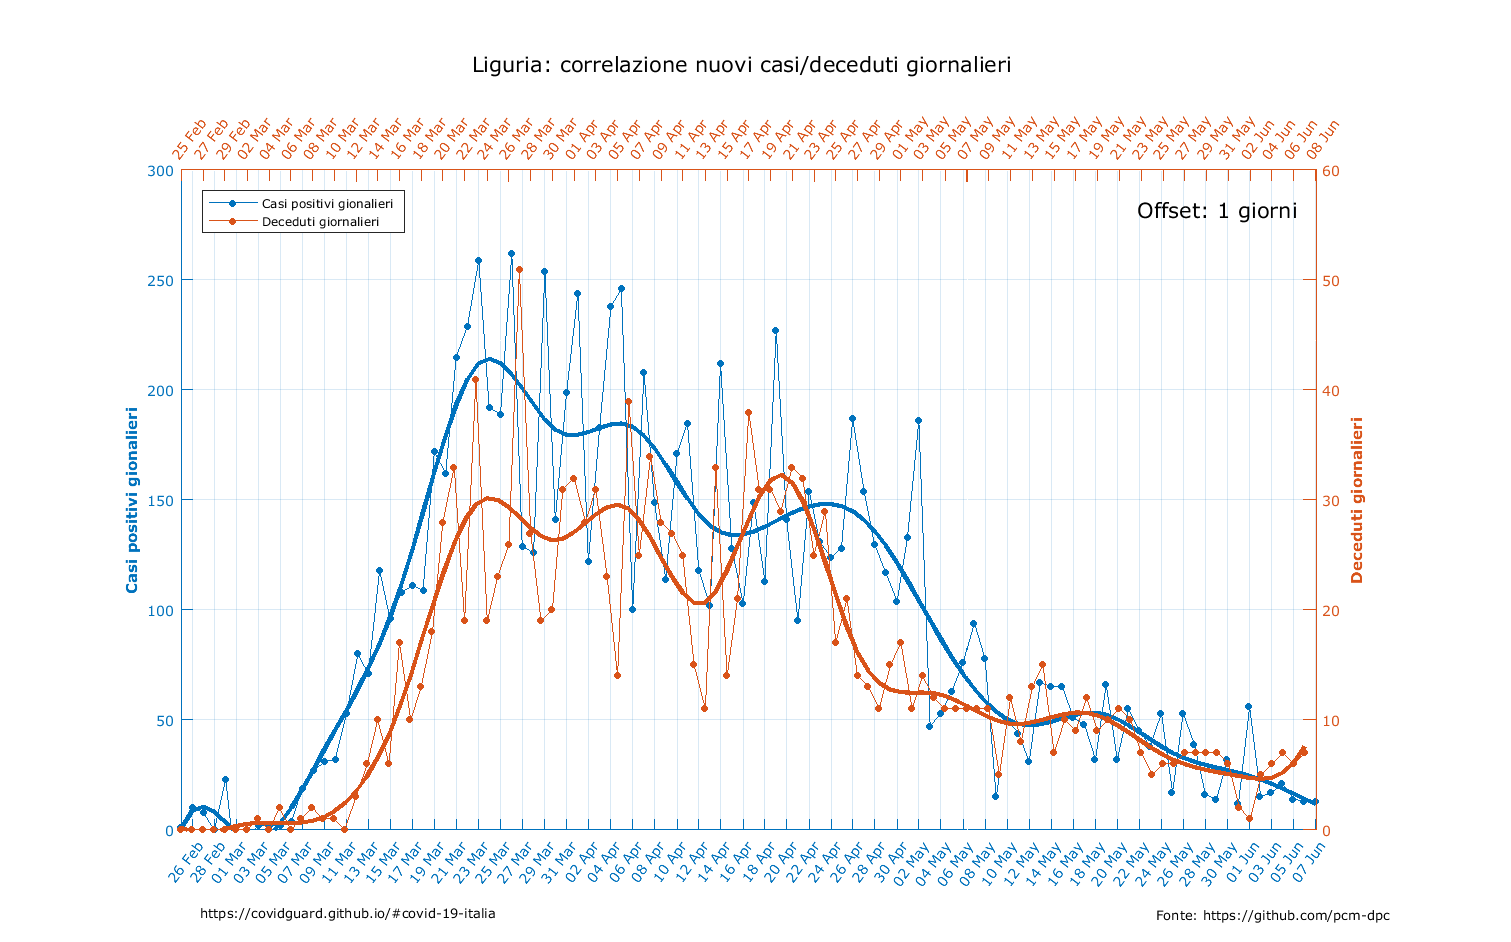 Liguria: correlazione nuovi casi/deceduti giornalieri
25 Feb 27 Feb 29 Feb 02 Mar 04 Mar 06 Mar 08 Mar 10 Mar 12 Mar 14 Mar 16 Mar 18 Mar 20 Mar 22 Mar 24 Mar 26 Mar 28 Mar 30 Mar 01 Apr 03 Apr 05 Apr 07 Apr 09 Apr 11 Apr 13 Apr 15 Apr 17 Apr 19 Apr 21 Apr 23 Apr 25 Apr 27 Apr 29 Apr 01 May 03 May 05 May 07 May 09 May 11 May 13 May 15 May 17 May 19 May 21 May 23 May 25 May 27 May 29 May 31 May 02 Jun 04 Jun 06 Jun 08 Jun
Offset: 1 giorni
Casi positivi gionalieri
Deceduti giornalieri
Casi positivi gionalieri
300
250
200
150
100
50
0
Deceduti giornalieri
60
50
40
30
20
10
0
26 Feb 28 Feb 01 Mar 03 Mar 05 Mar 07 Mar 09 Mar 11 Mar 13 Mar 15 Mar 17 Mar 19 Mar 21 Mar 23 Mar 25 Mar 27 Mar 29 Mar 31 Mar 02 Apr 04 Apr 06 Apr 08 Apr 10 Apr 12 Apr 14 Apr 16 Apr 18 Apr 20 Apr 22 Apr 24 Apr 26 Apr 28 Apr 30 Apr 02 May 04 May 06 May 08 May 10 May 12 May 14 May 16 May 18 May 20 May 22 May 24 May 26 May 28 May 30 May 01 Jun 03 Jun 05 Jun 07 Jun
https://covidguard.github.io/#covid-19-italia
Fonte: https://github.com/pcm-dpc